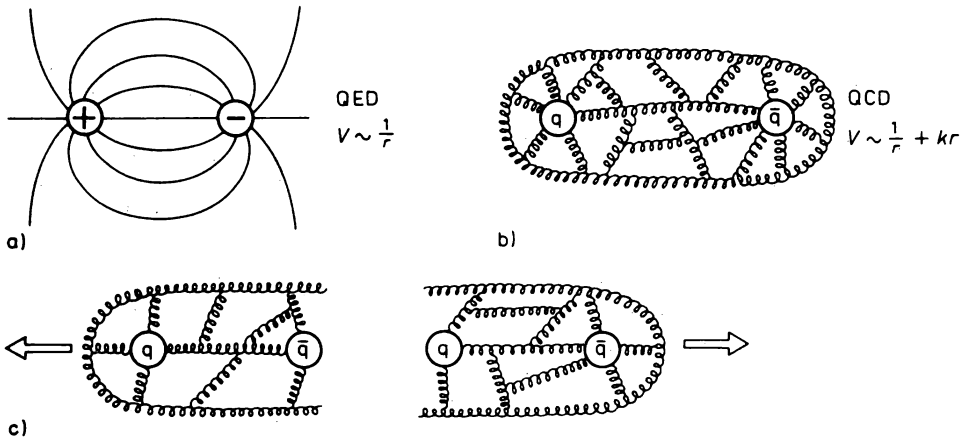 +
−
QED
V ~ 1/r
a)
q
q̄
QCD
V ~ 1/r + kr
b)
q
q̄
q
q̄
c)